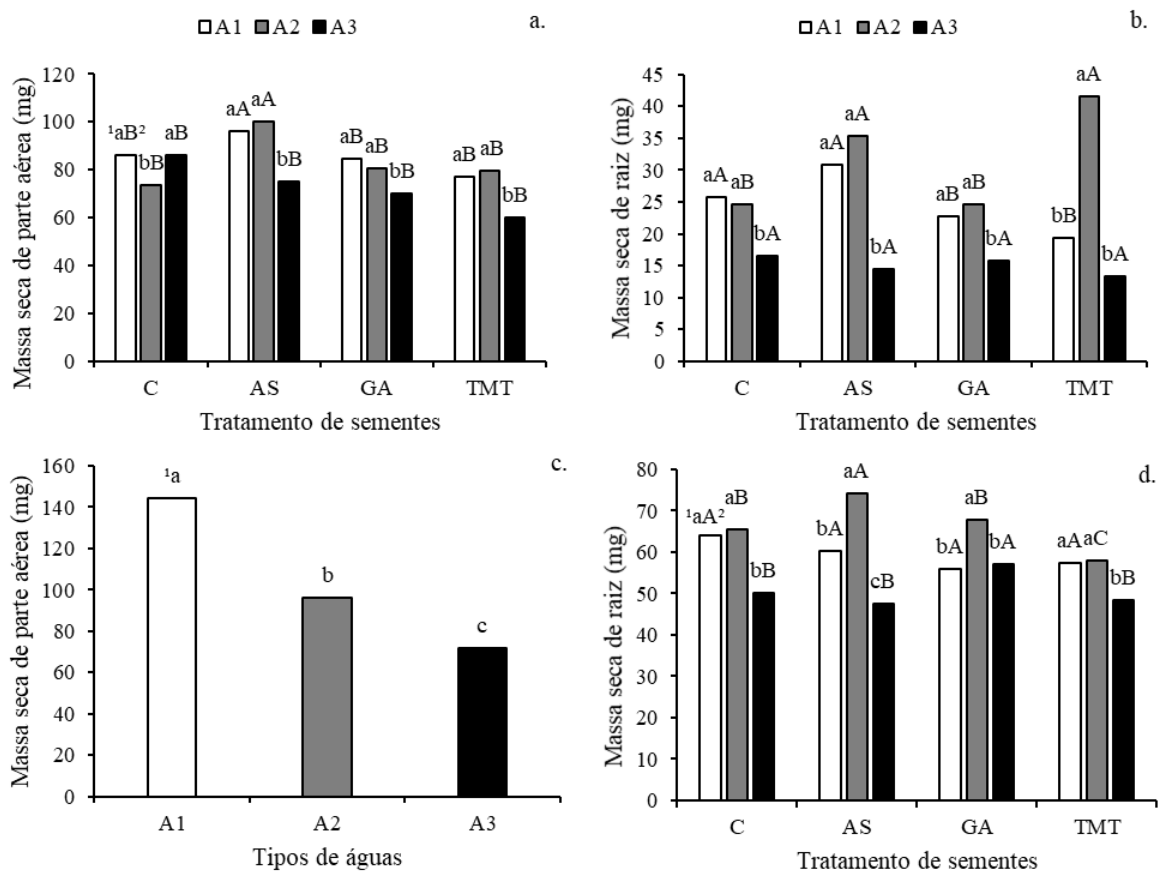 A1 A2 A3 a.
Massa seca de parte aérea (mg)
120
100
80
60
40
20
0
¹aB² bB aB
aA aA bB
aB aB bB
aB aB bB
C AS GA TMT
Tratamento de sementes
A1 A2 A3 b.
Massa seca de raiz (mg)
45
40
35
30
25
20
15
10
5
0
aA aB bA
aA aA bA
aB aB bA
bB aA bA
C AS GA TMT
Tratamento de sementes
c.
Massa seca de parte aérea (mg)
160
140
120
100
80
60
40
20
0
¹a
b
c
A1 A2 A3
Tipos de águas
d.
Massa seca de raiz (mg)
80
70
60
50
40
30
20
10
0
¹aA² aB bB
bA aA cB
bA aB bA
aA aC bB
C AS GA TMT
Tratamento de sementes